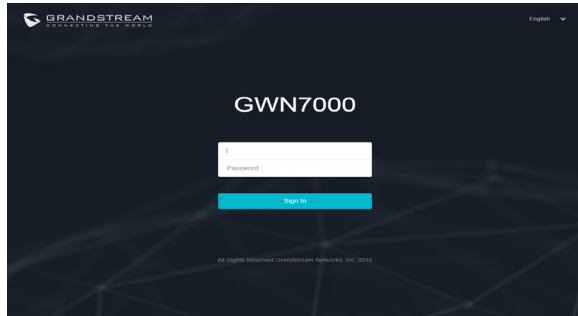 GRANDSTREAM
CONNECTING THE WORLD
English
GWN7000
Password
Sign In
All Rights Reserved Grandstream Networks, Inc. 2016